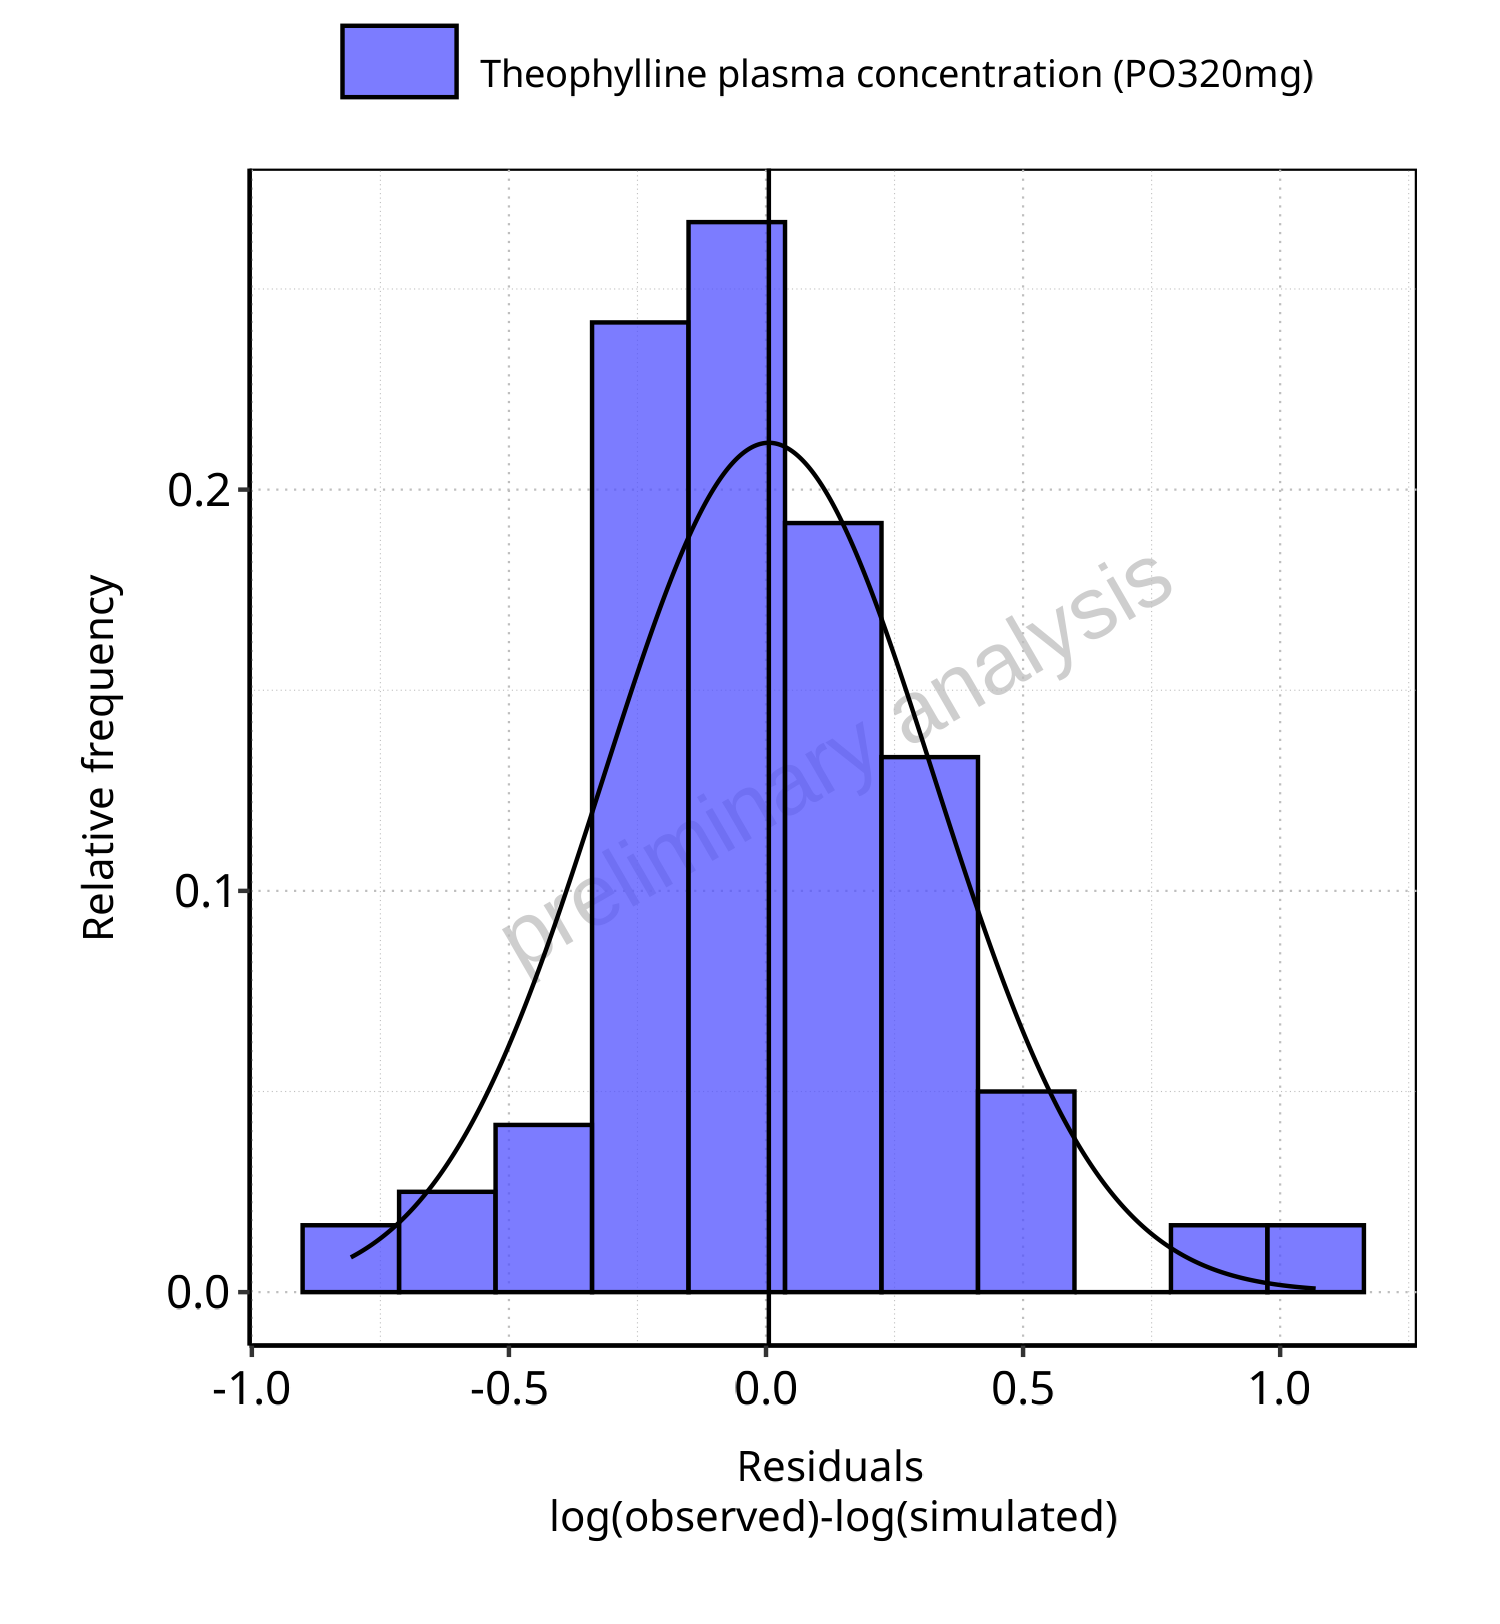 Theophylline plasma concentration (PO320mg)
0.2
0.1
0.0
Relative frequency
preliminary analysis
-1.0 -0.5 0.0 0.5 1.0
Residuals
log(observed)-log(simulated)